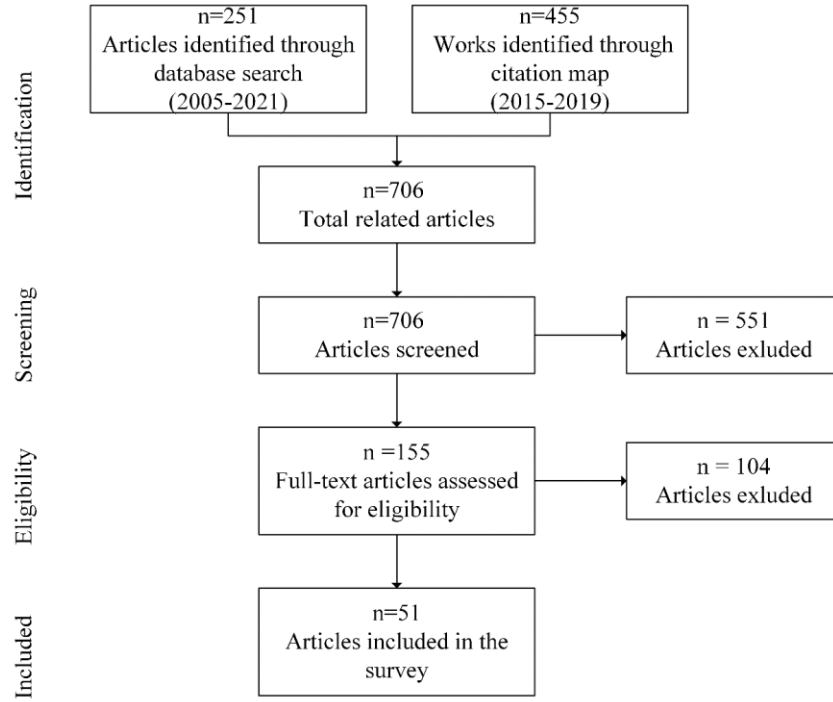 n=251
Articles identified through
database search
(2005-2021)
n=455
Works identified through
citation map
(2015-2019)
Identification
n=706
Total related articles
Screening
n=706
Articles screened
n = 551
Articles exluded
Eligibility
n =155
Full-text articles assessed
for eligibility
n = 104
Articles exluded
Included
n=51
Articles included in the
survey